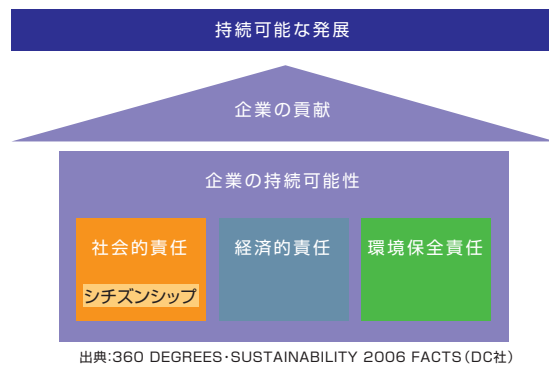 持続可能な発展
企業の貢献
企業の持続可能性
社会的責任 経済的責任 環境保全責任
シチズンシップ
出典:360 DEGREES・SUSTAINABILITY 2006 FACTS(DC社)